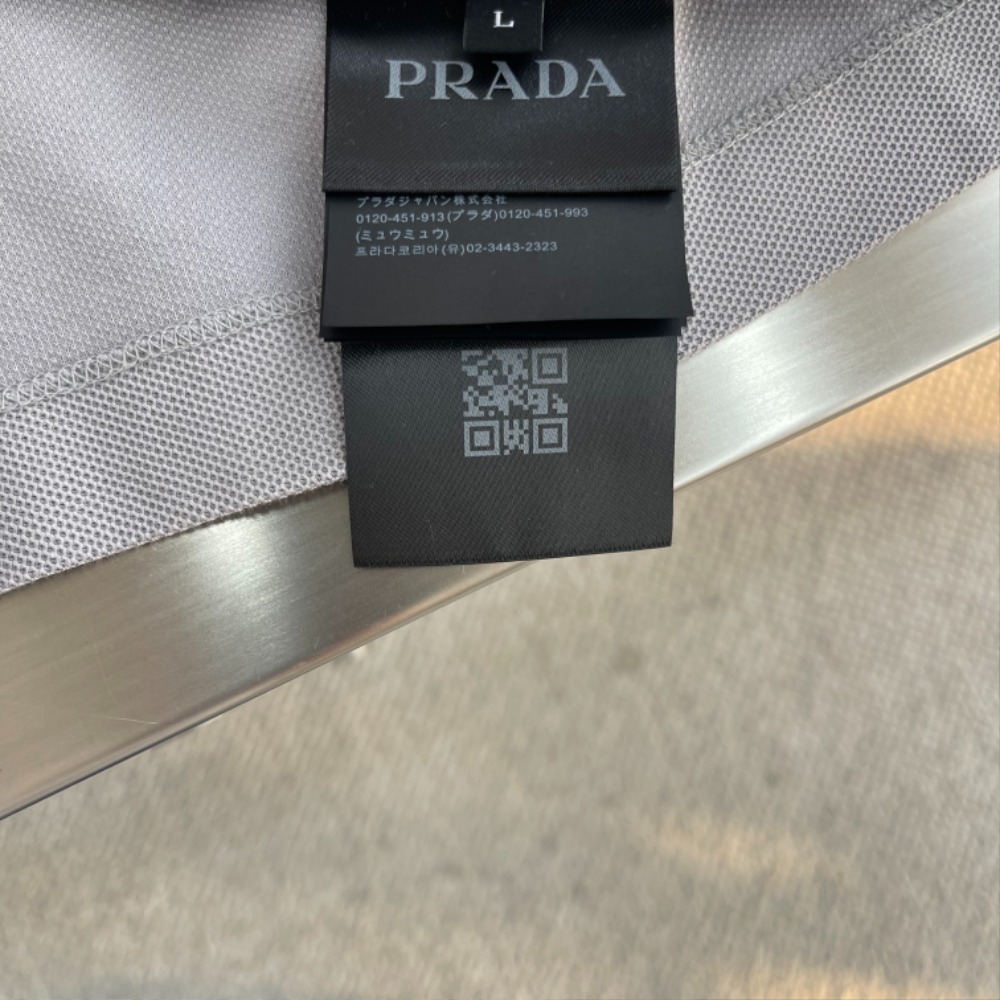 L
PRADA
プラダジャパン株式会社
0120-451-913(プラダ)0120-451-993
(ミュウミュウ)
프라다코리아(유)02-3443-2323